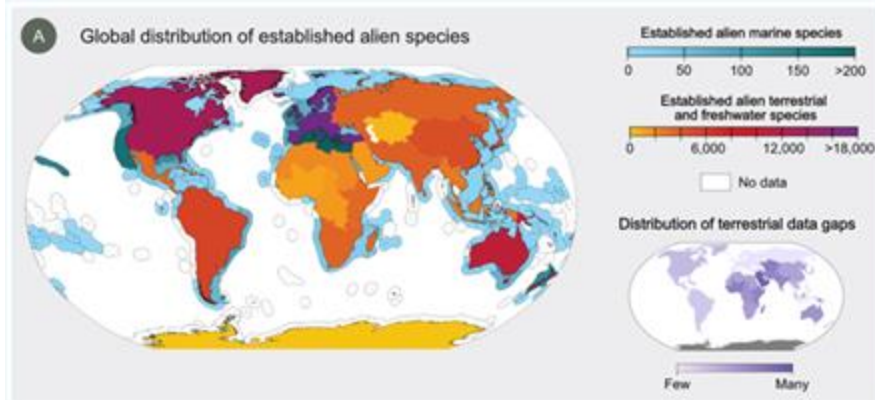 A
Global distribution of established alien species
Established alien marine species
0 50 100 150 >200
Established alien terrestrial
and freshwater species
0 6,000 12,000 >18,000
No data
Distribution of terrestrial data gaps
Few Many